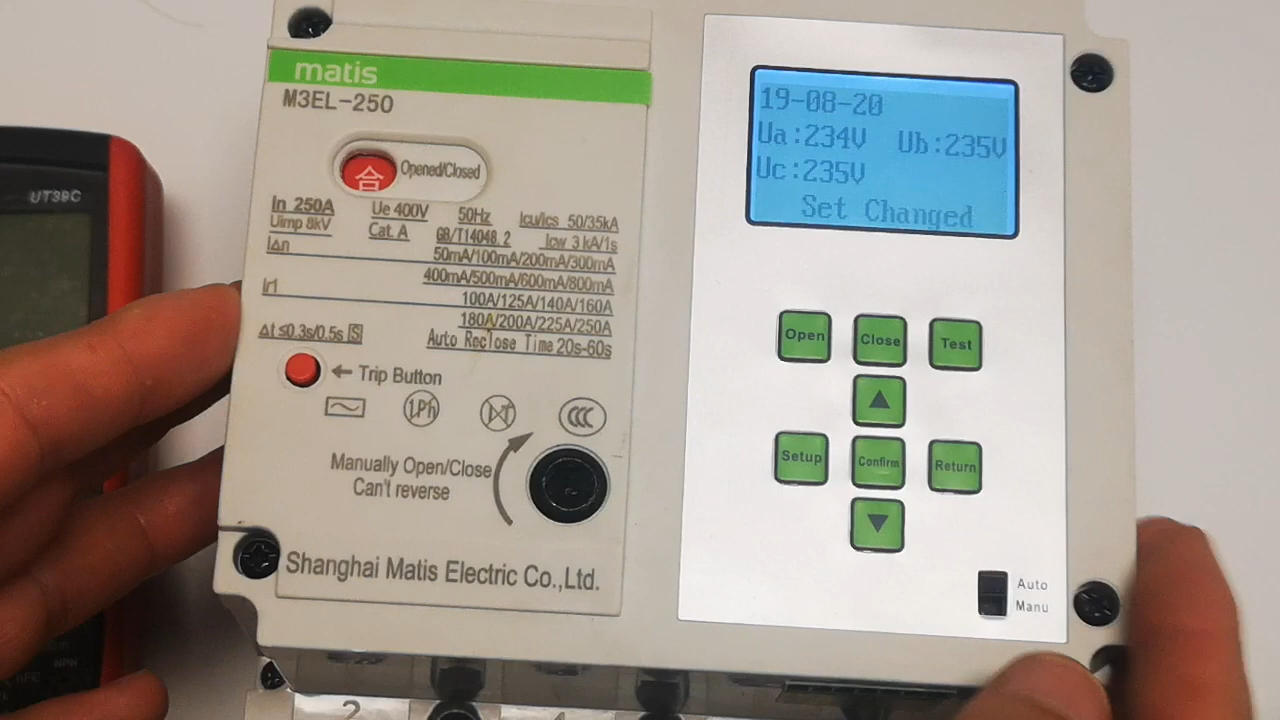 matis
M3EL-250
UT39C
合 Opened/Closed
In 250A Ue 400V 50Hz Icu/Ics 50/35kA
Uimp 8kV Cat. A GB/T14048.2 Icw 3 kA/1s
I∆n 50mA/100mA/200mA/300mA
400mA/500mA/600mA/800mA
Ir1 100A/125A/140A/160A
180A/200A/225A/250A
∆t ≤0.3s/0.5s S Auto Reclose Time 20s-60s
← Trip Button
1.Ph CCC
Manually Open/Close
Can't reverse
Shanghai Matis Electric Co.,Ltd.
19-08-20
Ua:234V Ub:235V
Uc:235V
Set Changed
Open Close Test
▲
Setup Confirm Return
▼
Auto
Manu
2